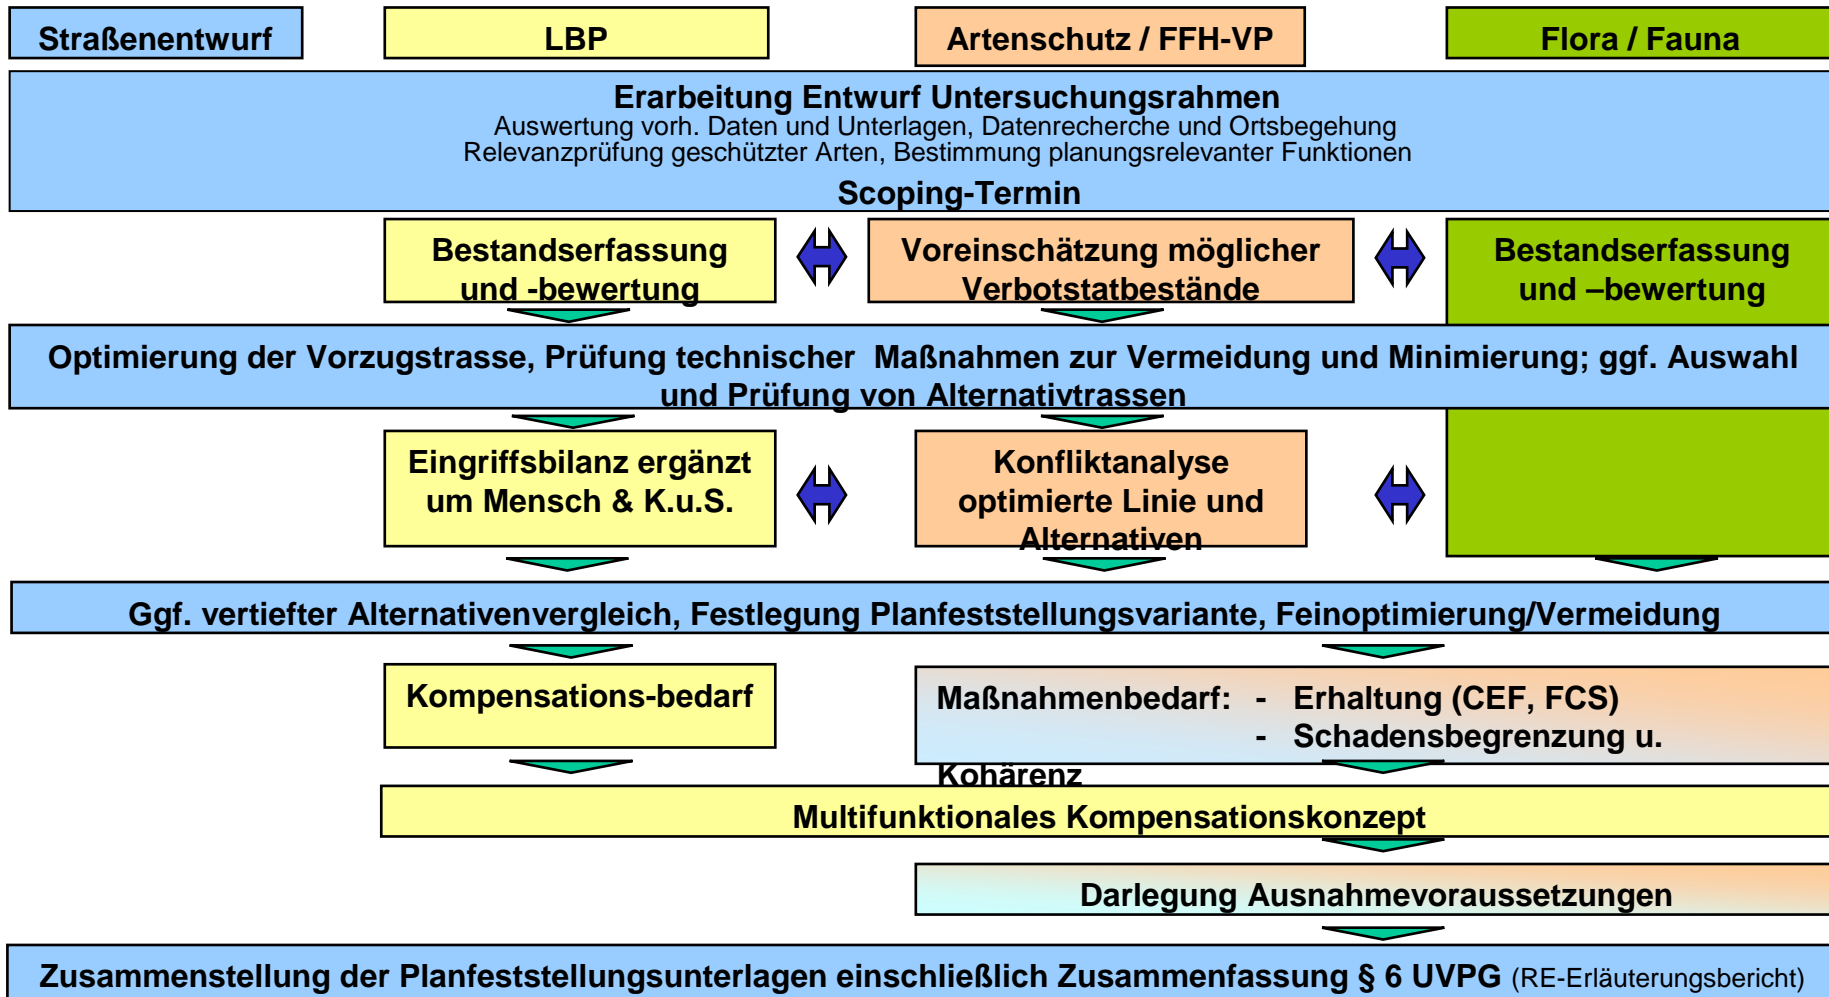 Straßenentwurf
LBP
Artenschutz / FFH-VP
Flora / Fauna
Erarbeitung Entwurf Untersuchungsrahmen
Auswertung vorh. Daten und Unterlagen, Datenrecherche und Ortsbegehung
Relevanzprüfung geschützter Arten, Bestimmung planungsrelevanter Funktionen
Scoping-Termin
Bestandserfassung
und -bewertung
Voreinschätzung möglicher
Verbotstatbestände
Bestandserfassung
und –bewertung
Optimierung der Vorzugstrasse, Prüfung technischer Maßnahmen zur Vermeidung und Minimierung; ggf. Auswahl
und Prüfung von Alternativtrassen
Eingriffsbilanz ergänzt
um Mensch & K.u.S.
Konfliktanalyse
optimierte Linie und
Alternativen
Ggf. vertiefter Alternativenvergleich, Festlegung Planfeststellungsvariante, Feinoptimierung/Vermeidung
Kompensations-bedarf
Maßnahmenbedarf: - Erhaltung (CEF, FCS)
- Schadensbegrenzung u.
Kohärenz
Multifunktionales Kompensationskonzept
Darlegung Ausnahmevoraussetzungen
Zusammenstellung der Planfeststellungsunterlagen einschließlich Zusammenfassung § 6 UVPG (RE-Erläuterungsbericht)